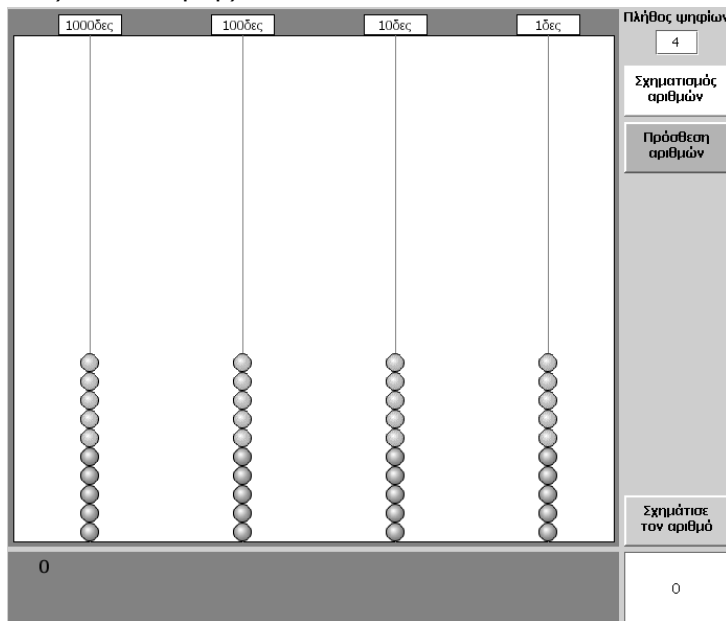 1000δες 100δες 10δες 1δες
Πλήθος ψηφίων
4
Σχηματισμός
αριθμών
Πρόσθεση
αριθμών
Σχημάτισε
τον αριθμό
0
0